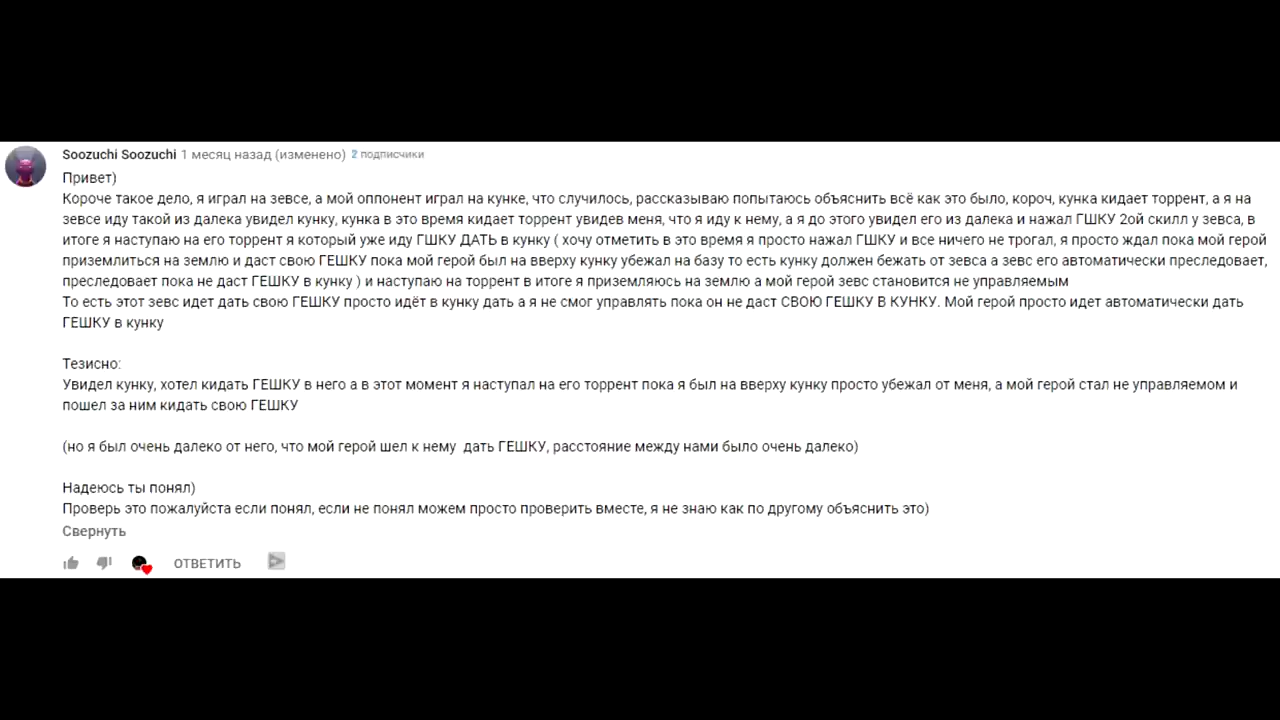 Soozuchi Soozuchi 1 месяц назад (изменено) 2 подписчики
Привет)
Короче такое дело, я играл на зевсе, а мой оппонент играл на кунке, что случилось, рассказываю попытаюсь объяснить всё как это было, короч, кунка кидает торрент, а я на
зевсе иду такой из далека увидел кунку, кунка в это время кидает торрент увидев меня, что я иду к нему, а я до этого увидел его из далека и нажал ГШКУ 2ой скилл у зевса, в
итоге я наступаю на его торрент я который уже иду ГШКУ ДАТЬ в кунку ( хочу отметить в это время я просто нажал ГШКУ и все ничего не трогал, я просто ждал пока мой герой
приземлиться на землю и даст свою ГЕШКУ пока мой герой был на вверху кунку убежал на базу то есть кунку должен бежать от зевса а зевс его автоматически преследовает,
преследовает пока не даст ГЕШКУ в кунку ) и наступаю на торрент в итоге я приземляюсь на землю а мой герой зевс становится не управляемым
То есть этот зевс идет дать свою ГЕШКУ просто идёт в кунку дать а я не смог управлять пока он не даст СВОЮ ГЕШКУ В КУНКУ. Мой герой просто идет автоматически дать
ГЕШКУ в кунку
Тезисно:
Увидел кунку, хотел кидать ГЕШКУ в него а в этот момент я наступал на его торрент пока я был на вверху кунку просто убежал от меня, а мой герой стал не управляемом и
пошел за ним кидать свою ГЕШКУ
(но я был очень далеко от него, что мой герой шел к нему дать ГЕШКУ, расстояние между нами было очень далеко)
Надеюсь ты понял)
Проверь это пожалуйста если понял, если не понял можем просто проверить вместе, я не знаю как по другому объяснить это)
Свернуть
ОТВЕТИТЬ